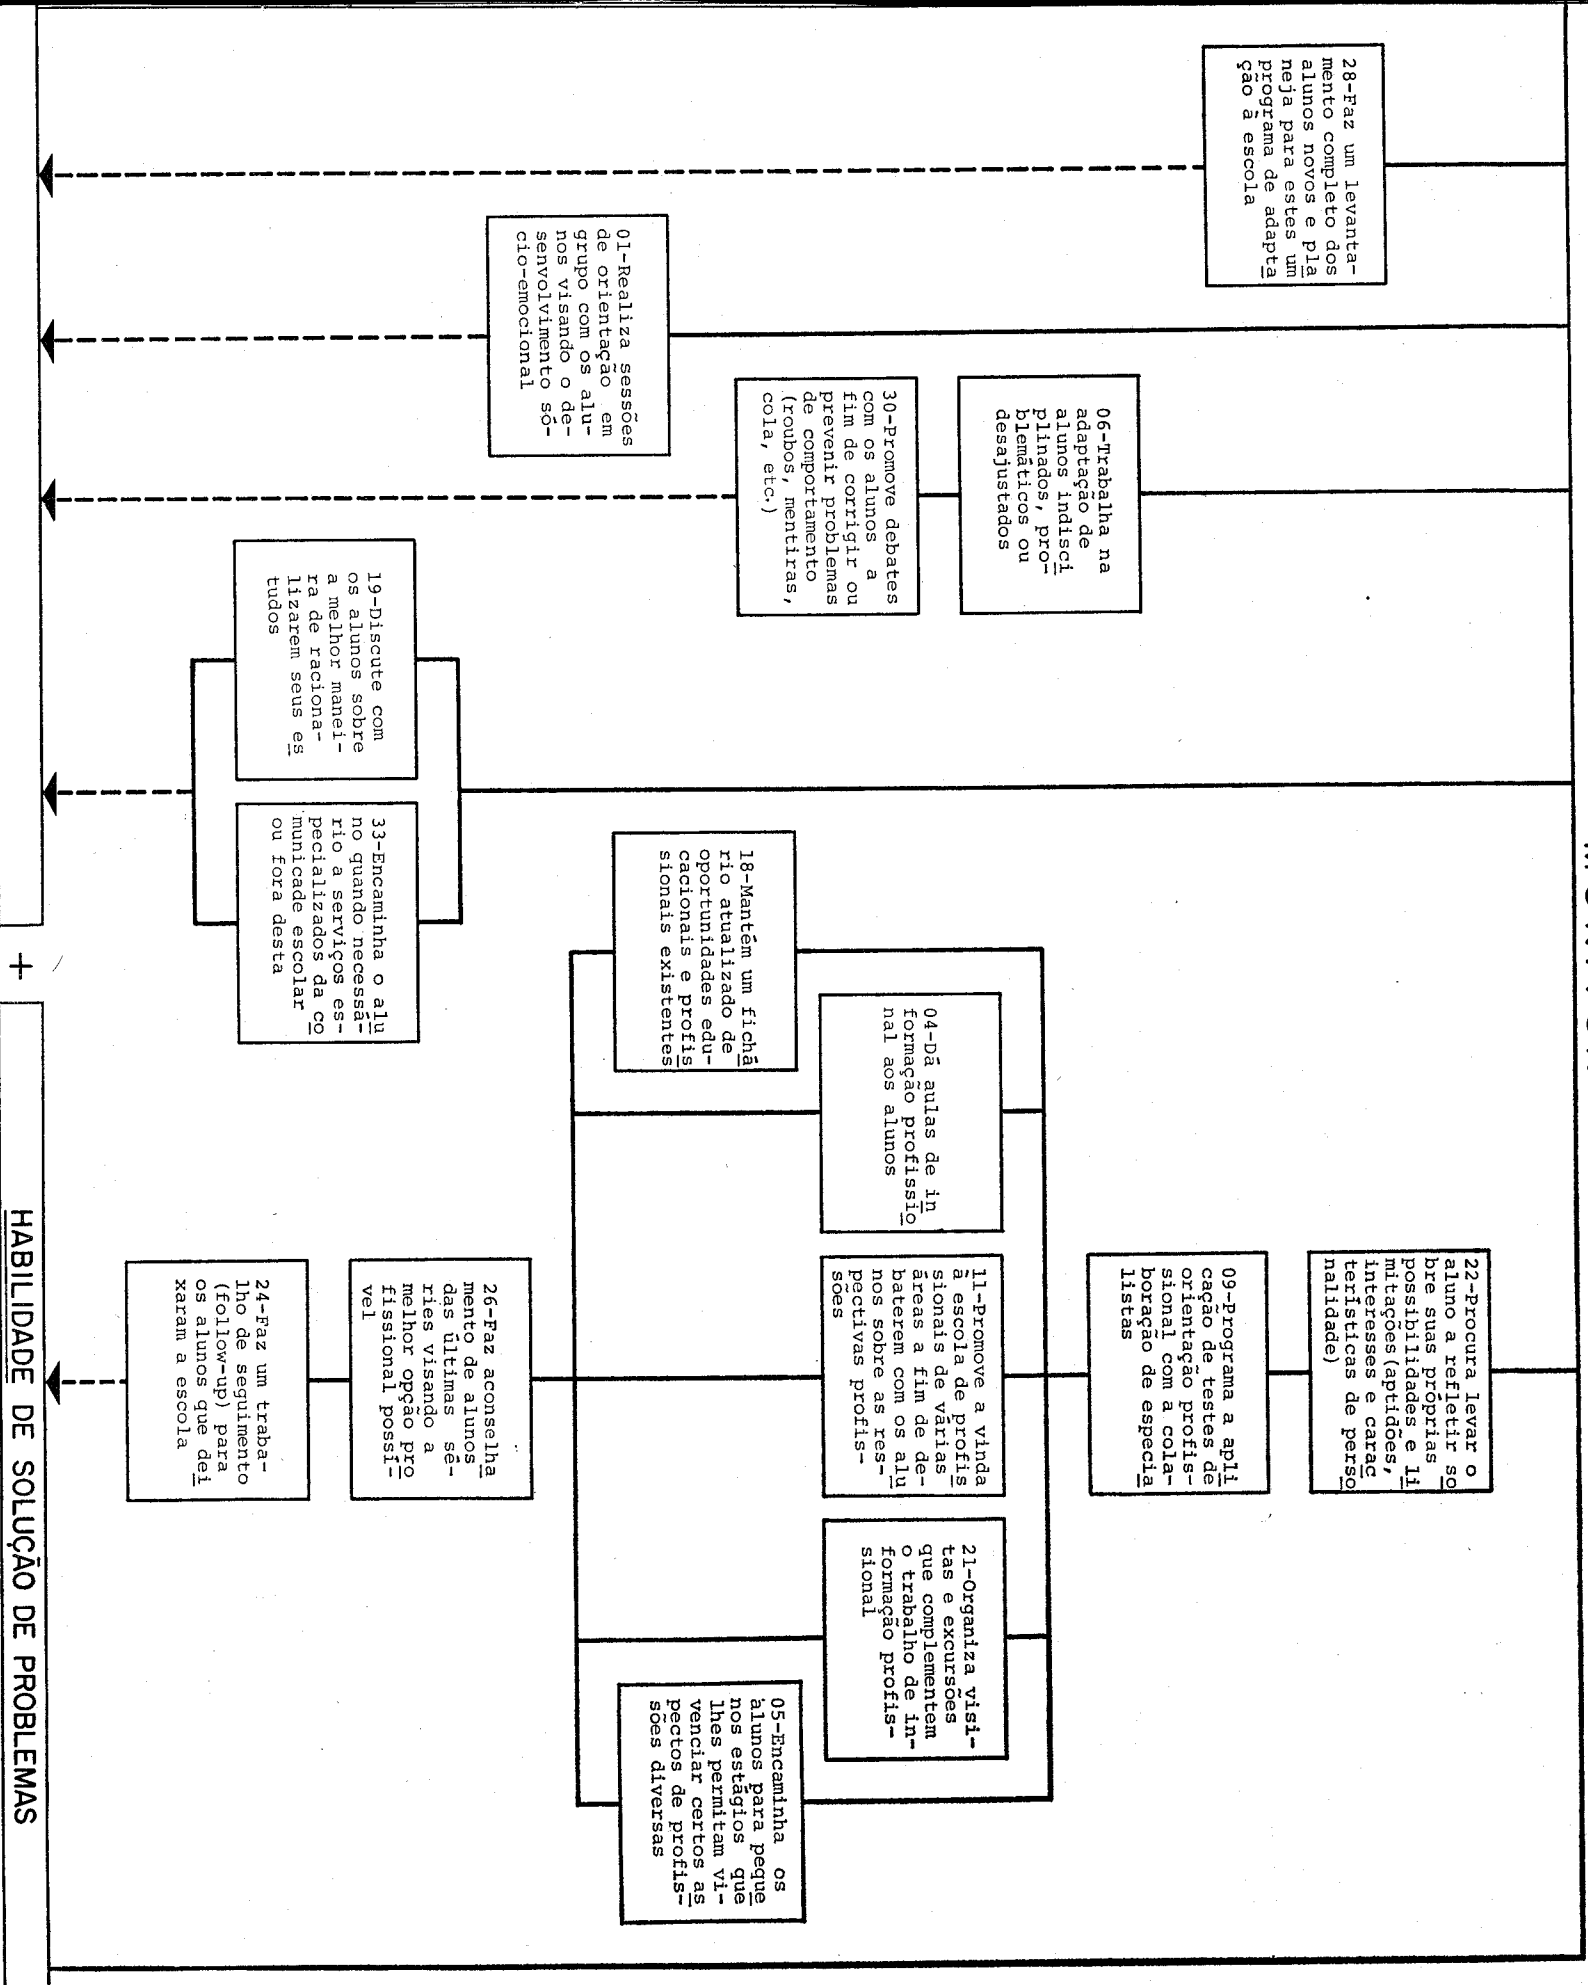 28-Faz um levanta-
mento completo dos
alunos novos e pla
neja para estes um
programa de adapta
ção à escola
01-Realiza sessões
de orientação em
grupo com os alu-
nos visando o de-
senvolvimento só-
cio-emocional
06-Trabalha na
adaptação de
alunos indisci
plinados, pro-
blemáticos ou
desajustados
30-Promove debates
com os alunos a
fim de corrigir ou
prevenir problemas
de comportamento
(roubos, mentiras,
cola, etc.)
19-Discute com
os alunos sobre
a melhor manei-
ra de raciona-
lizarem seus es
tudos
33-Encaminha o alu
no quando necessá-
rio a serviços es-
pecializados da co
municade escolar
ou fora desta
22-Procura levar o
aluno a refletir so
bre suas próprias
possibilidades e li
mitações(aptidões,
interesses e carac
terísticas de perso
nalidade)
09-Programa a apli
cação de testes de
orientação profis-
sional com a cola-
boração de especia
listas
18-Mantém um fichá
rio atualizado de
oportunidades edu-
cacionais e profis
sionais existentes
04-Dá aulas de in
formação profissio
nal aos alunos
11-Promove a vinda
à escola de profis
sionais de várias
áreas a fim de de-
baterem com os alu
nos sobre as res-
pectivas profis-
sões
21-Organiza visi-
tas e excursões
que complementem
o trabalho de in-
formação profis-
sional
05-Encaminha os
alunos para peque
nos estágios que
lhes permitam vi-
venciar certos as
pectos de profis-
sões diversas
26-Faz aconselha
mento de alunos
das últimas sé-
ries visando a
melhor opção pro
fissional possí-
vel
24-Faz um traba-
lho de seguimento
(follow-up) para
os alunos que dei
xaram a escola
+
HABILIDADE DE SOLUÇÃO DE PROBLEMAS